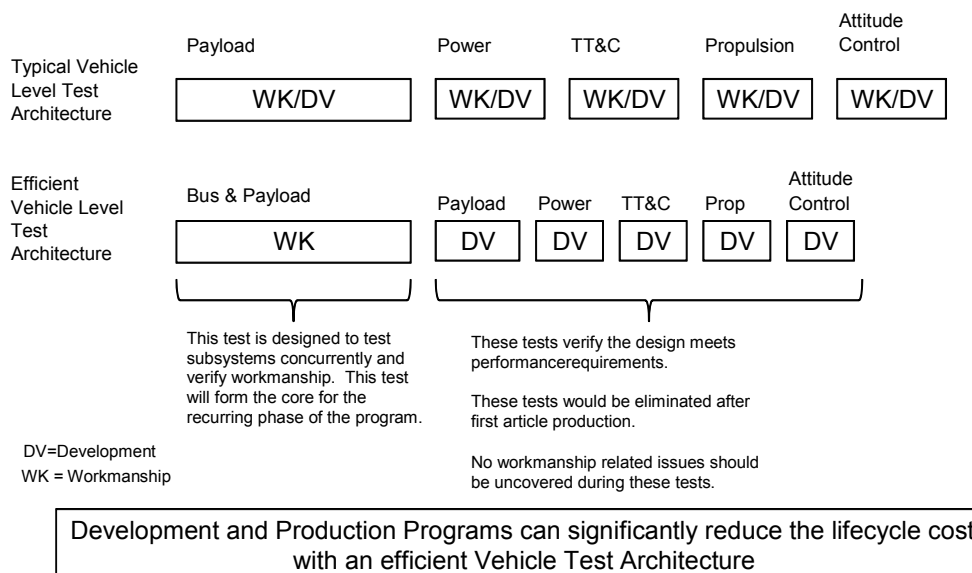 Payload Power TT&C Propulsion Attitude
Control
Typical Vehicle
Level Test
Architecture
WK/DV WK/DV WK/DV WK/DV WK/DV
Efficient
Vehicle Level
Test
Architecture
Bus & Payload Payload Power TT&C Prop Attitude
Control
WK DV DV DV DV DV
This test is designed to test
subsystems concurrently and
verify workmanship. This test
will form the core for the
recurring phase of the program.
These tests verify the design meets
performancerequirements.
These tests would be eliminated after
first article production.
No workmanship related issues should
be uncovered during these tests.
DV=Development
WK = Workmanship
Development and Production Programs can significantly reduce the lifecycle cost
with an efficient Vehicle Test Architecture